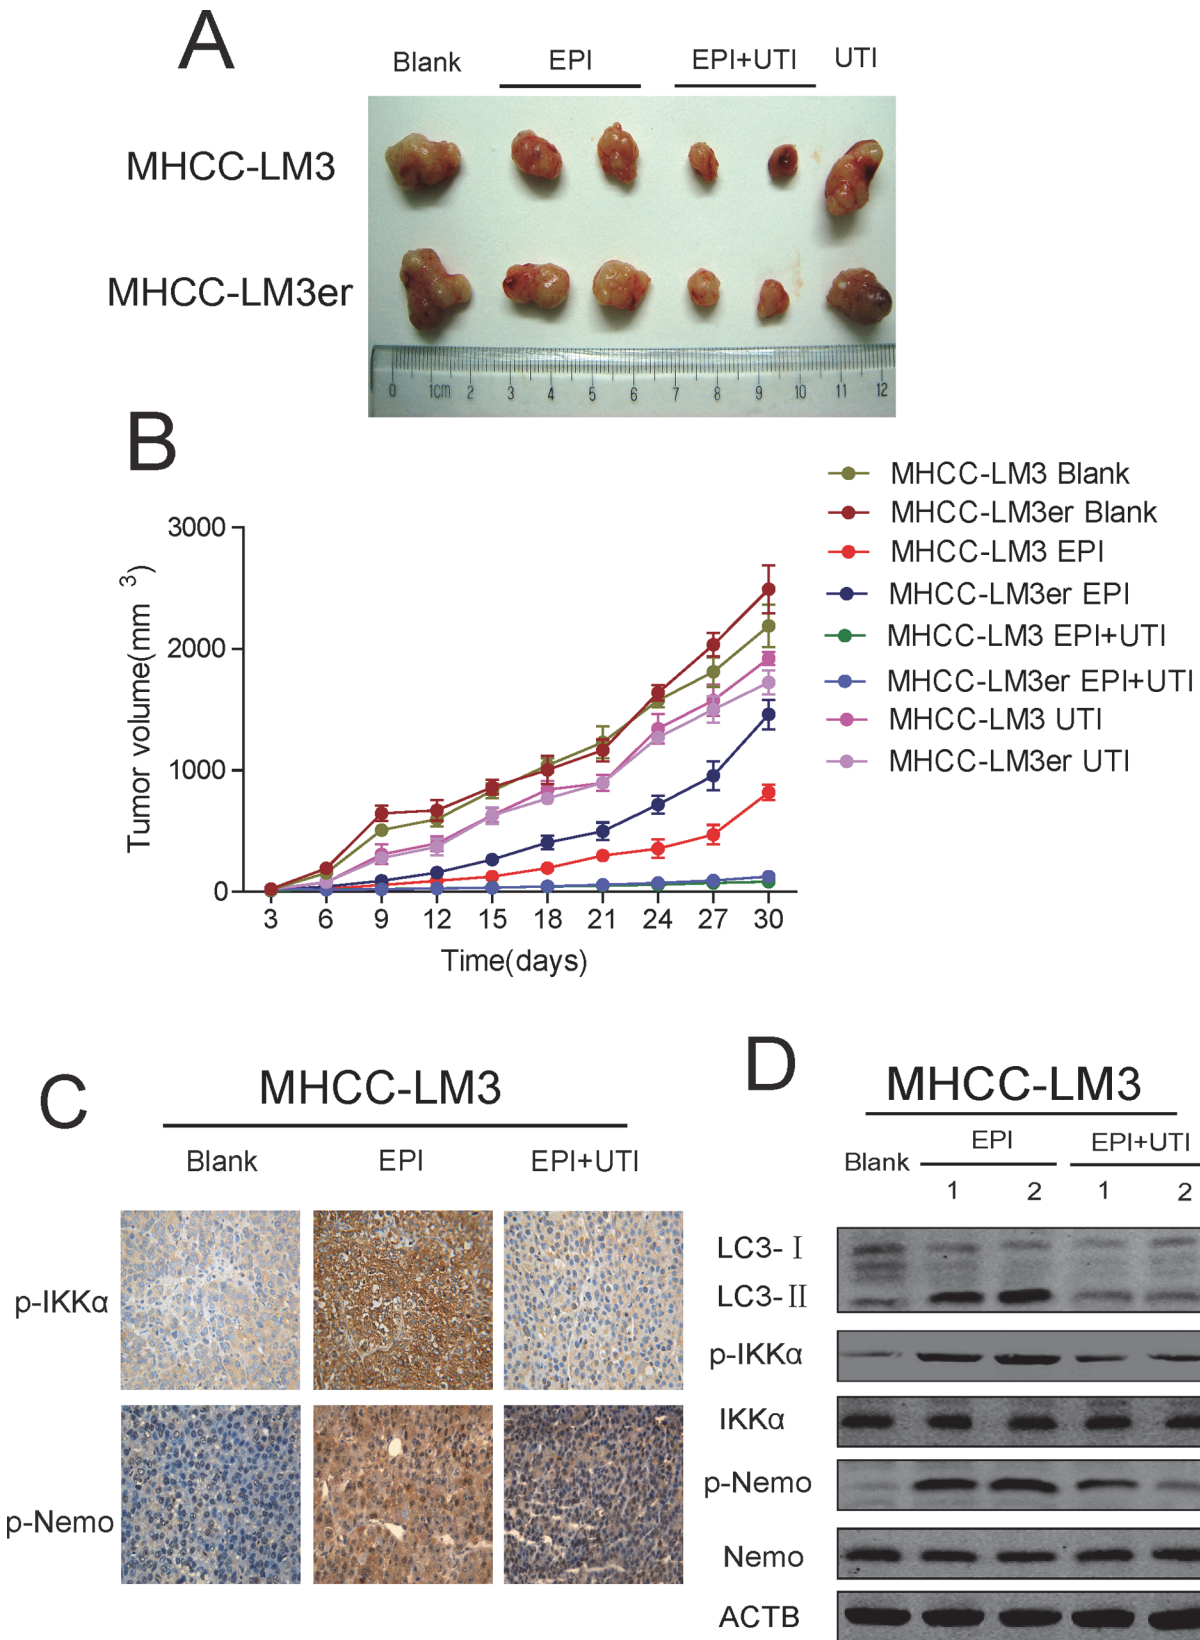 A
Blank EPI EPI+UTI UTI
MHCC-LM3
MHCC-LM3er
0 1cm 2 3 4 5 6 7 8 9 10 11 12
B
MHCC-LM3 Blank
MHCC-LM3er Blank
MHCC-LM3 EPI
MHCC-LM3er EPI
MHCC-LM3 EPI+UTI
MHCC-LM3er EPI+UTI
MHCC-LM3 UTI
MHCC-LM3er UTI
Tumor volume(mm 3)
3000
2000
1000
0
3 6 9 12 15 18 21 24 27 30
Time(days)
C
MHCC-LM3
Blank EPI EPI+UTI
p-IKKα
p-Nemo
D
MHCC-LM3
Blank EPI EPI+UTI
1 2 1 2
LC3-Ⅰ
LC3-Ⅱ
p-IKKα
IKKα
p-Nemo
Nemo
ACTB